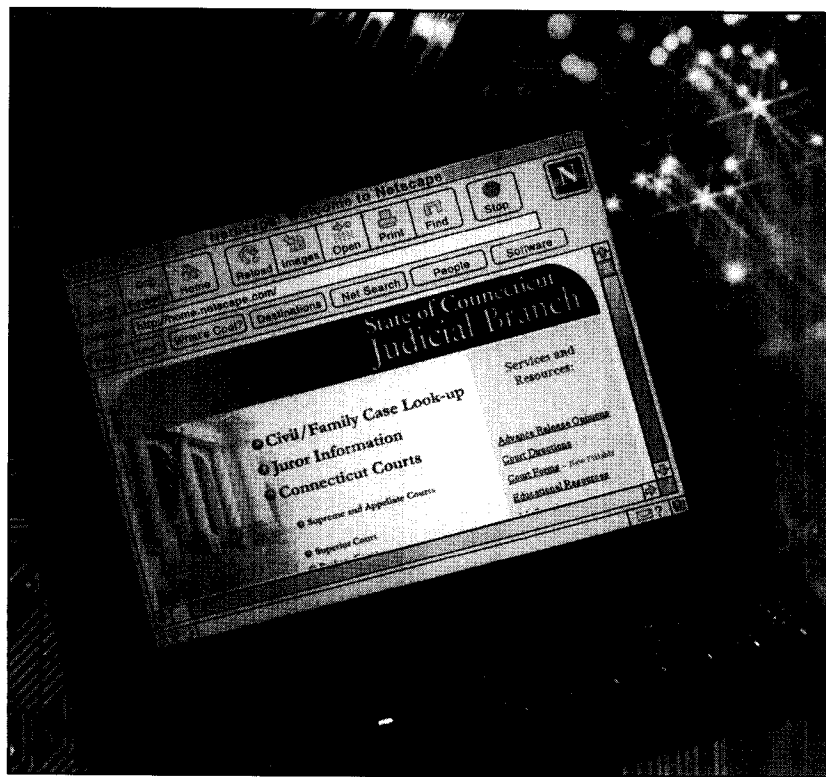 Netscape: Welcome to Netscape
N
Home
Reload
Images
Open
Print
Find
Stop
http://home.netscape.com/
What's Cool?
Destinations
Net Search
People
Software
State of Connecticut
Judicial Branch
Civil/Family Case Look-up
Juror Information
Connecticut Courts
Supreme and Appellate Courts
Superior Court
Services and
Resources:
Advance Release Opinions
Court Directions
Court Forms
Educational Resources
?